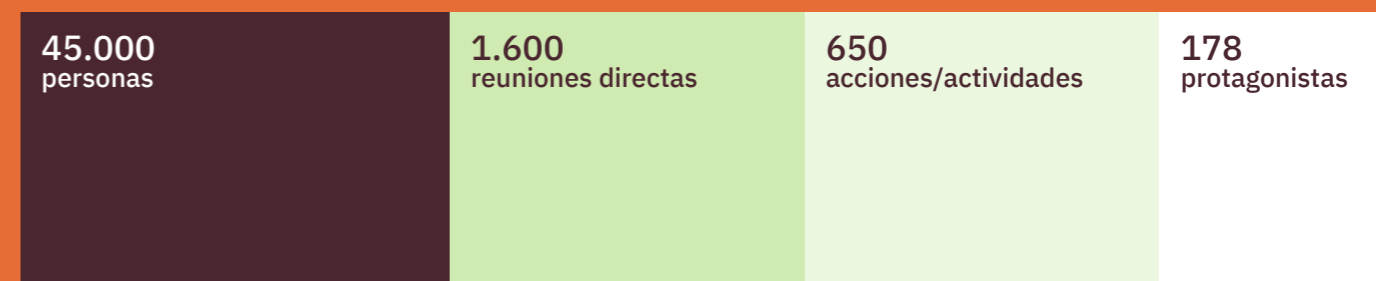 45.000
personas
1.600
reuniones directas
650
acciones/actividades
178
protagonistas